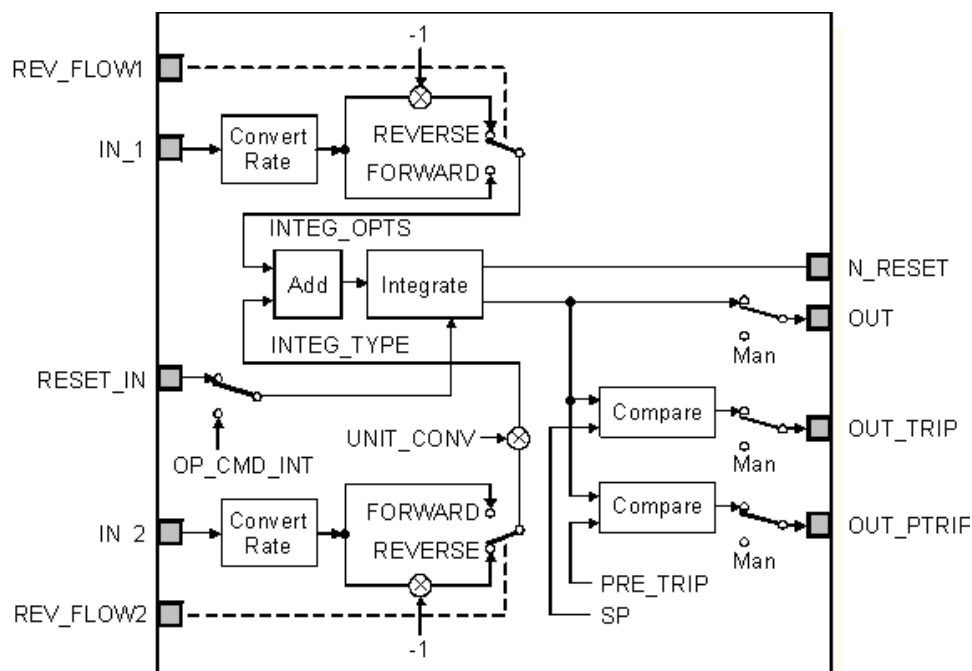 -1
REV_FLOW1
REVERSE
IN_1
Convert
Rate
FORWARD
INTEG_OPTS
Add
Integrate
N_RESET
OUT
INTEG_TYPE
Man
RESET_IN
Compare
OUT_TRIP
UNIT_CONV
Man
OP_CMD_INT
Compare
FORWARD
IN_2
Convert
Rate
REVERSE
OUT_PTRIP
Man
PRE_TRIP
REV_FLOW2
SP
-1